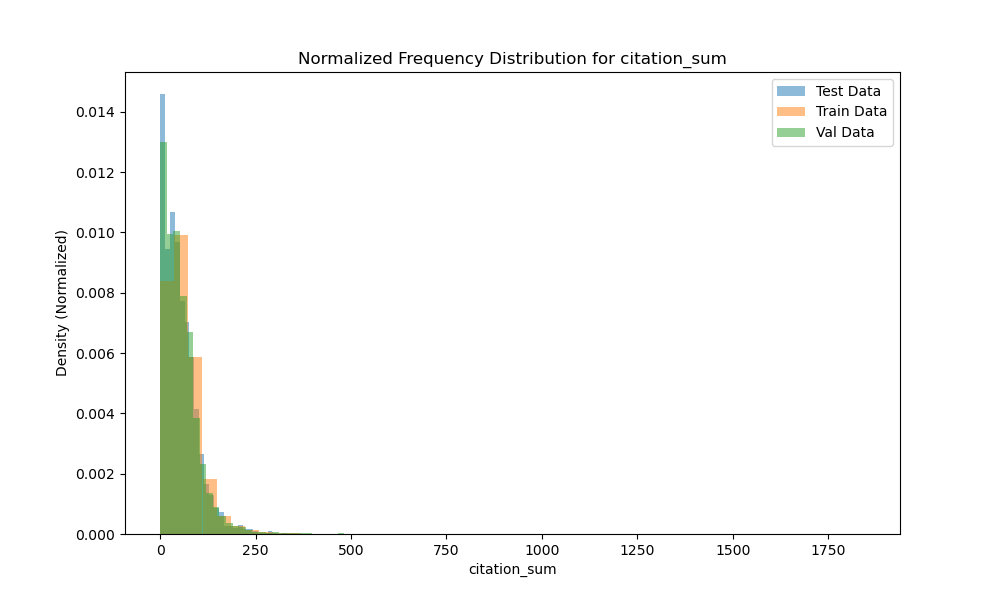 Normalized Frequency Distribution for citation_sum
Test Data
Train Data
Val Data
Density (Normalized)
0.014
0.012
0.010
0.008
0.006
0.004
0.002
0.000
0 250 500 750 1000 1250 1500 1750
citation_sum